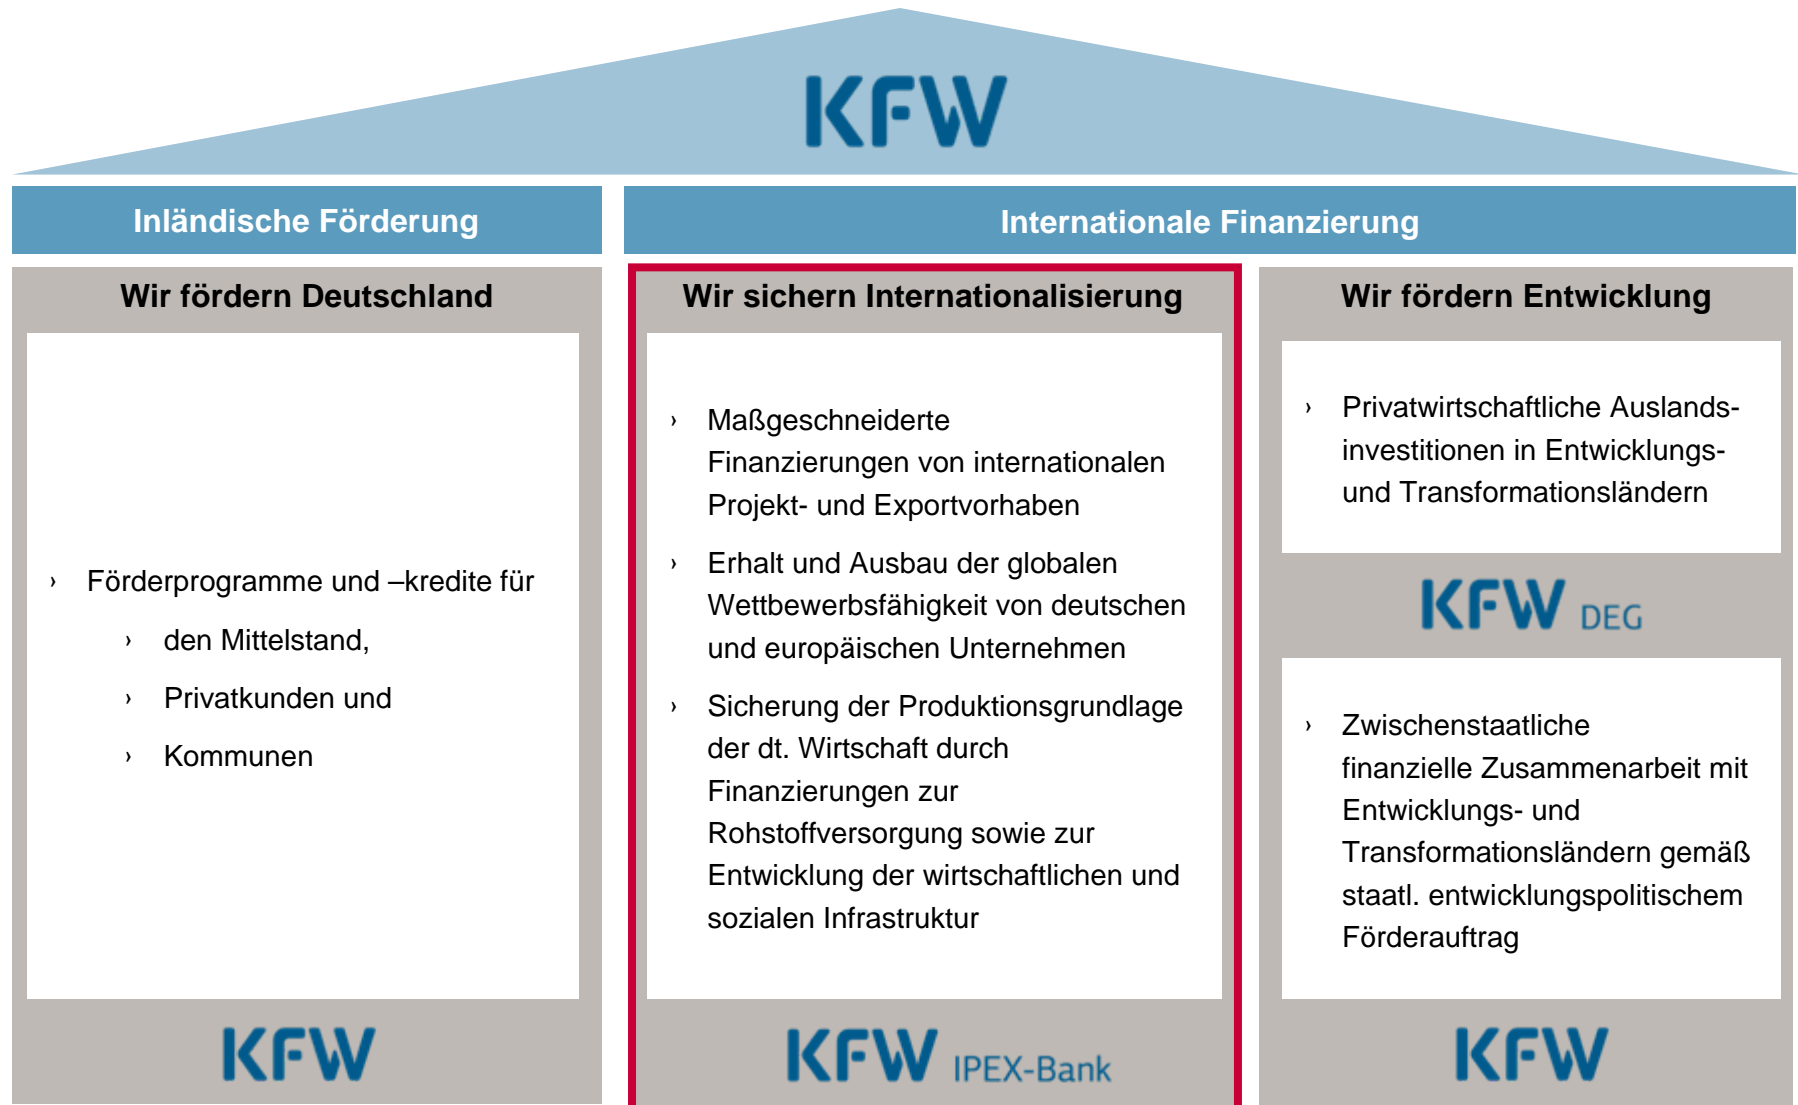 KFW
Inländische Förderung
Internationale Finanzierung
Wir fördern Deutschland
› Förderprogramme und –kredite für
› den Mittelstand,
› Privatkunden und
› Kommunen
KFW
Wir sichern Internationalisierung
› Maßgeschneiderte
Finanzierungen von internationalen
Projekt- und Exportvorhaben
› Erhalt und Ausbau der globalen
Wettbewerbsfähigkeit von deutschen
und europäischen Unternehmen
› Sicherung der Produktionsgrundlage
der dt. Wirtschaft durch
Finanzierungen zur
Rohstoffversorgung sowie zur
Entwicklung der wirtschaftlichen und
sozialen Infrastruktur
KFW IPEX-Bank
Wir fördern Entwicklung
› Privatwirtschaftliche Auslands-
investitionen in Entwicklungs-
und Transformationsländern
KFW DEG
› Zwischenstaatliche
finanzielle Zusammenarbeit mit
Entwicklungs- und
Transformationsländern gemäß
staatl. entwicklungspolitischem
Förderauftrag
KFW